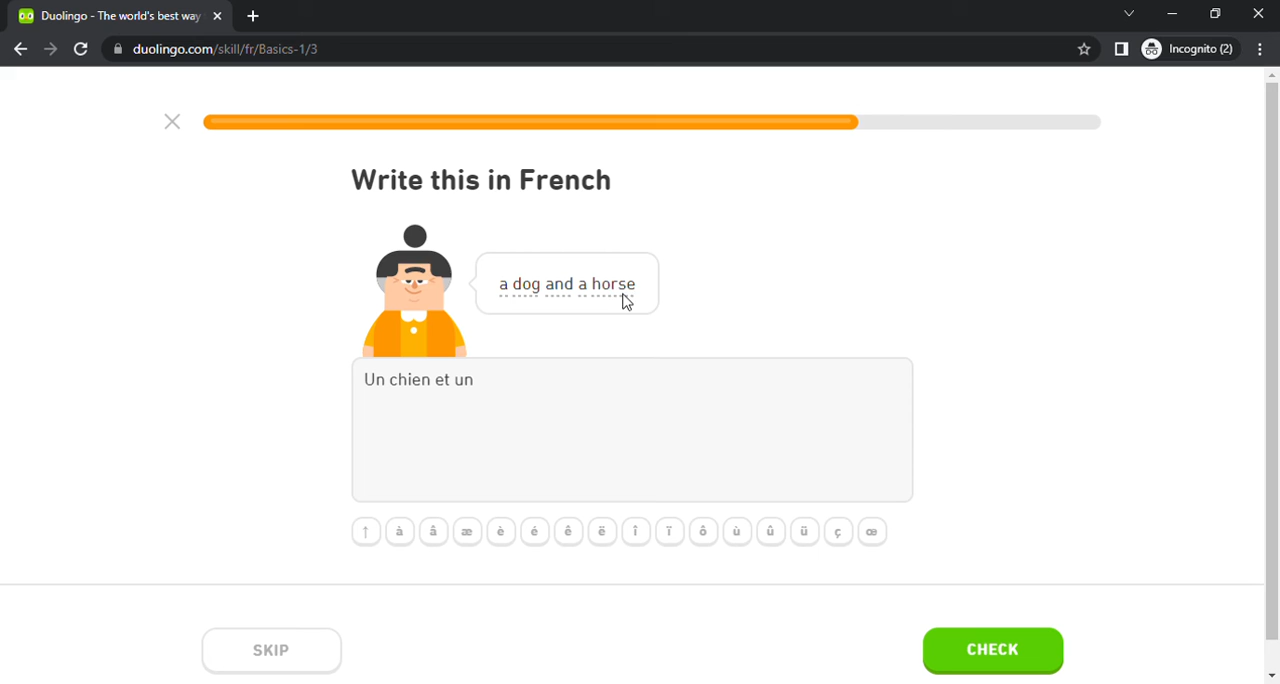 Duolingo - The world's best way
duolingo.com/skill/fr/Basics-1/3
Incognito (2)
Write this in French
a dog and a horse
Un chien et un
↑ à â æ è é ê ë î ï ô ù û ü ç œ
SKIP
CHECK